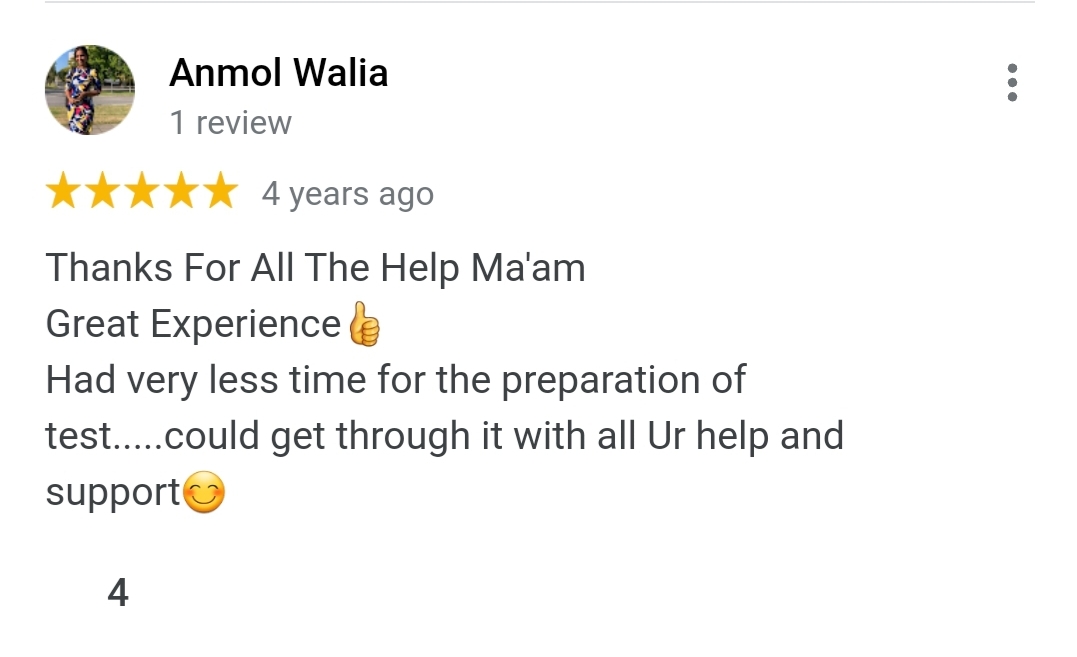 Anmol Walia
1 review
4 years ago
Thanks For All The Help Ma'am
Great Experience👍
Had very less time for the preparation of
test.....could get through it with all Ur help and
support😊
4